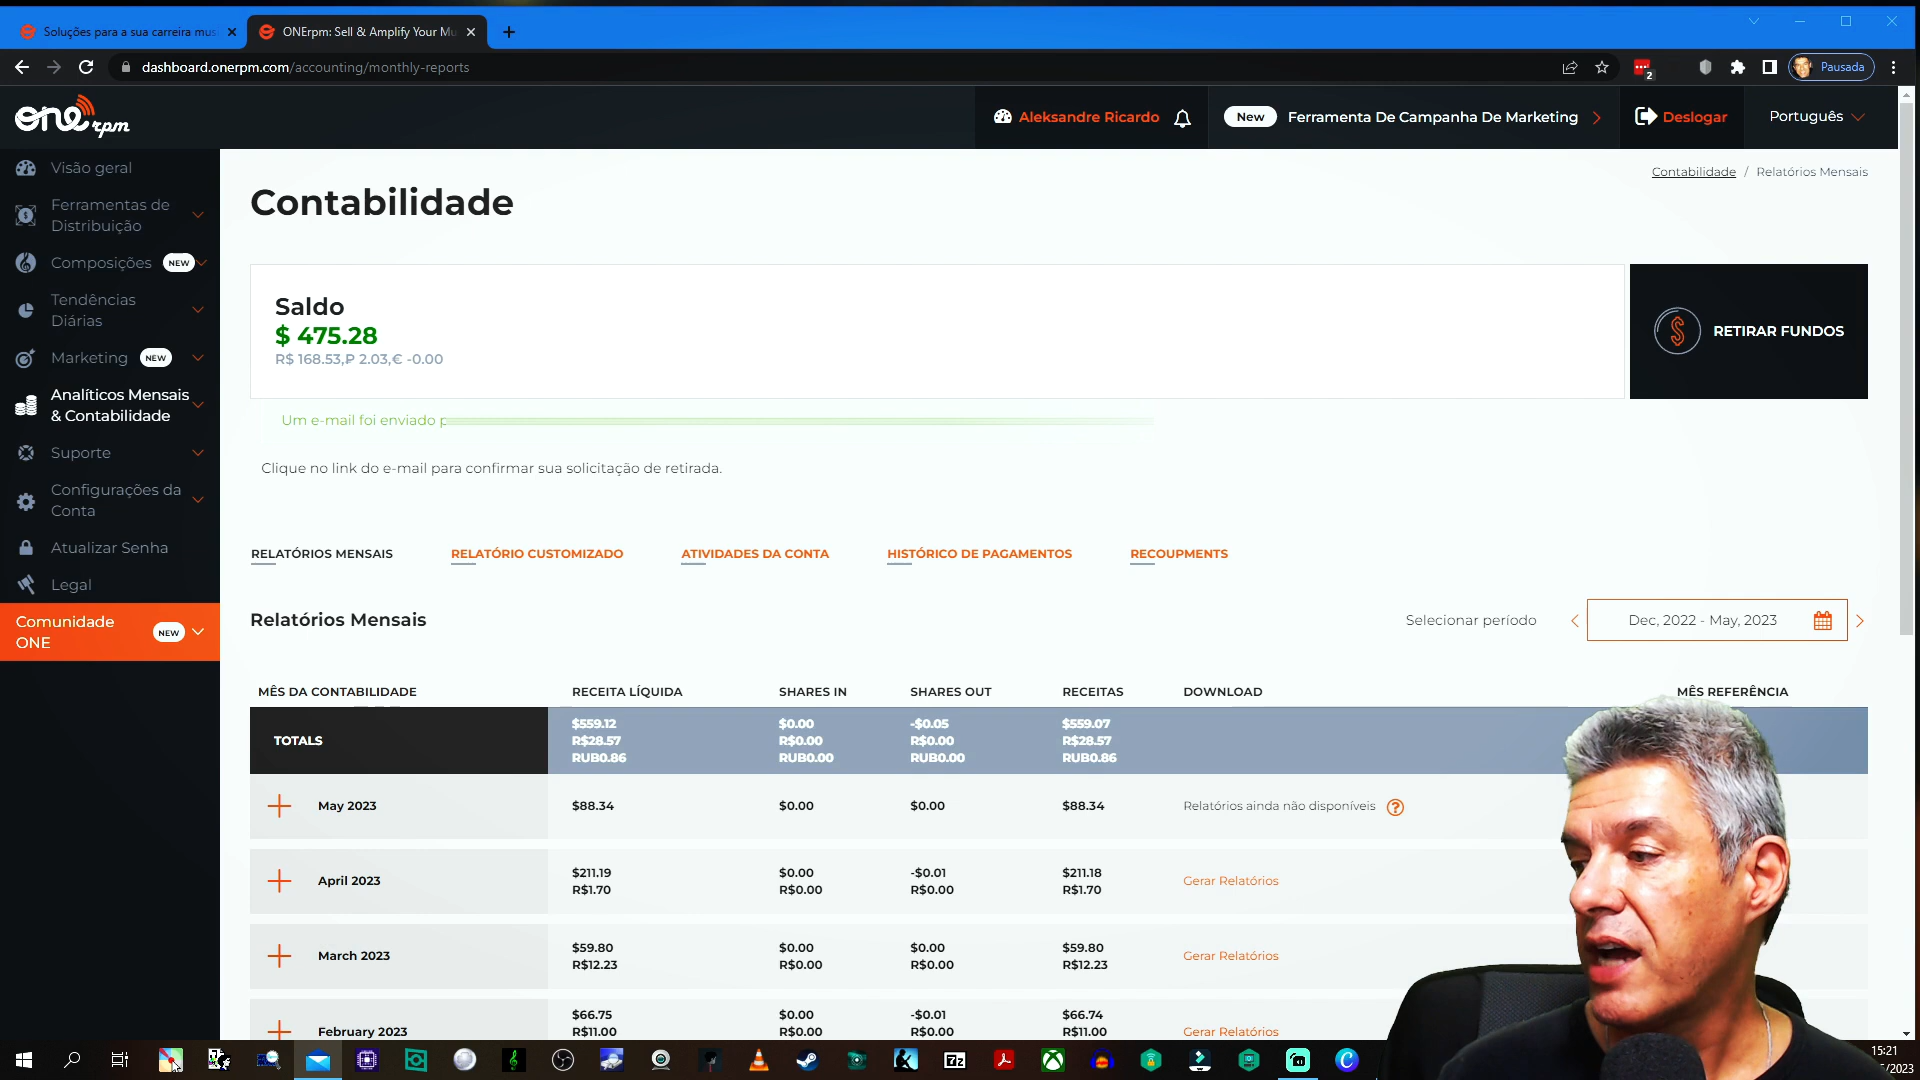 Soluções para a sua carreira mus
ONErpm: Sell & Amplify Your Mu
dashboard.onerpm.com/accounting/monthly-reports
2
Pausada
one rpm
Aleksandre Ricardo
New
Ferramenta De Campanha De Marketing
Deslogar
Português
Visão geral
Ferramentas de
Distribuição
Composições NEW
Tendências
Diárias
Marketing NEW
Analíticos Mensais
& Contabilidade
Suporte
Configurações da
Conta
Atualizar Senha
Legal
Comunidade
ONE NEW
Contabilidade / Relatórios Mensais
Contabilidade
Saldo
$ 475.28
R$ 168.53,₽ 2.03,€ -0.00
RETIRAR FUNDOS
Um e-mail foi enviado p
Clique no link do e-mail para confirmar sua solicitação de retirada.
RELATÓRIOS MENSAIS RELATÓRIO CUSTOMIZADO ATIVIDADES DA CONTA HISTÓRICO DE PAGAMENTOS RECOUPMENTS
Relatórios Mensais
Selecionar período
Dec, 2022 - May, 2023
MÊS DA CONTABILIDADE RECEITA LÍQUIDA SHARES IN SHARES OUT RECEITAS DOWNLOAD MÊS REFERÊNCIA
TOTALS
$559.12 $0.00 -$0.05 $559.07
R$28.57 R$0.00 R$0.00 R$28.57
RUB0.86 RUB0.00 RUB0.00 RUB0.86
May 2023 $88.34 $0.00 $0.00 $88.34 Relatórios ainda não disponíveis ?
April 2023
$211.19 $0.00 -$0.01 $211.18
R$1.70 R$0.00 R$0.00 R$1.70
Gerar Relatórios
March 2023
$59.80 $0.00 $0.00 $59.80
R$12.23 R$0.00 R$0.00 R$12.23
Gerar Relatórios
February 2023
$66.75 $0.00 -$0.01 $66.74
R$11.00 R$0.00 R$0.00 R$11.00
Gerar Relatórios
7z
15:21
/2023